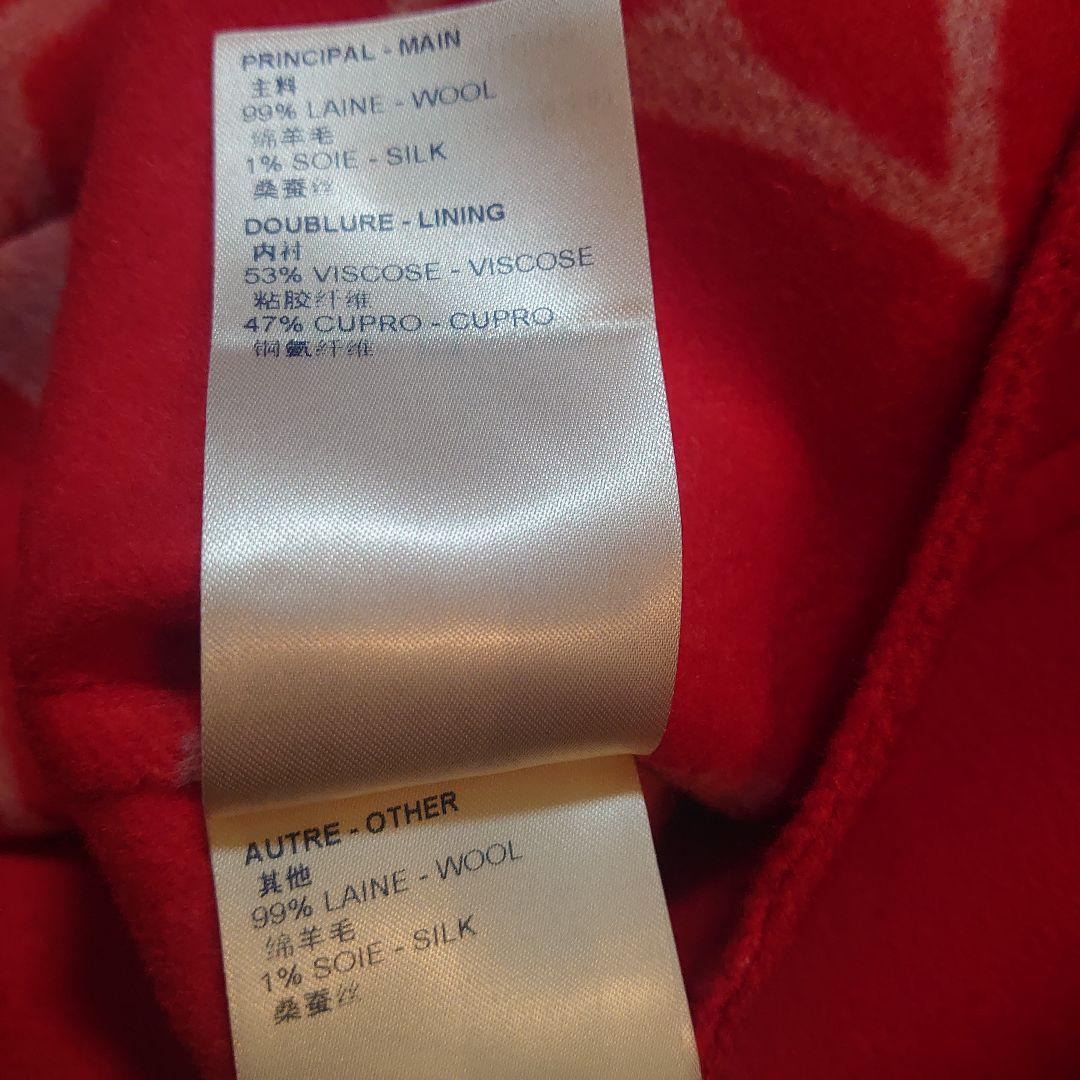 PRINCIPAL - MAIN
主料
99% LAINE - WOOL
绵羊毛
1% SOIE - SILK
桑蚕丝
DOUBLURE - LINING
内衬
53% VISCOSE - VISCOSE
粘胶纤维
47% CUPRO - CUPRO
铜氨纤维
AUTRE - OTHER
其他
99% LAINE - WOOL
绵羊毛
1% SOIE - SILK
桑蚕丝